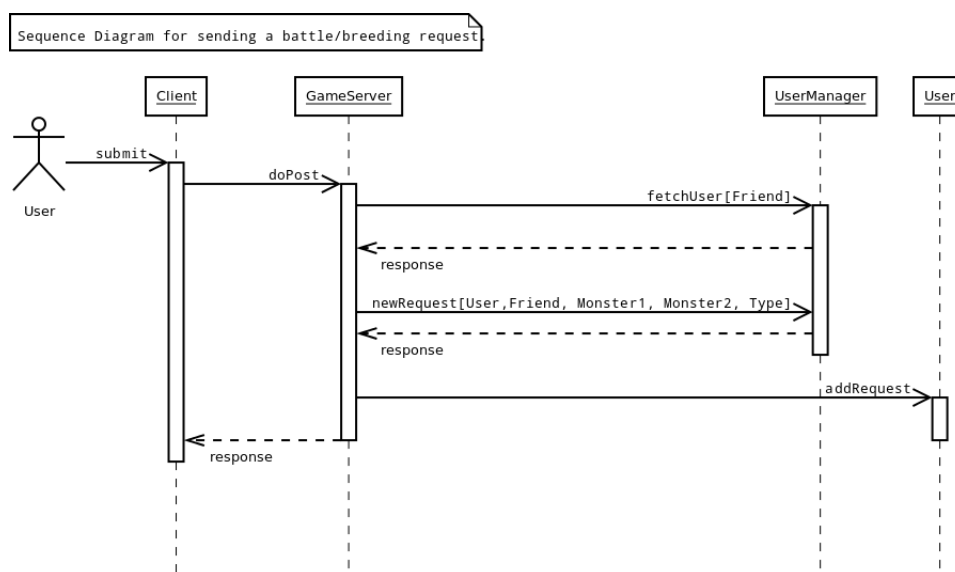 Sequence Diagram for sending a battle/breeding request.
Client
GameServer
UserManager
User
User
submit
doPost
fetchUser[Friend]
response
newRequest[User,Friend, Monster1, Monster2, Type]
response
addRequest
response